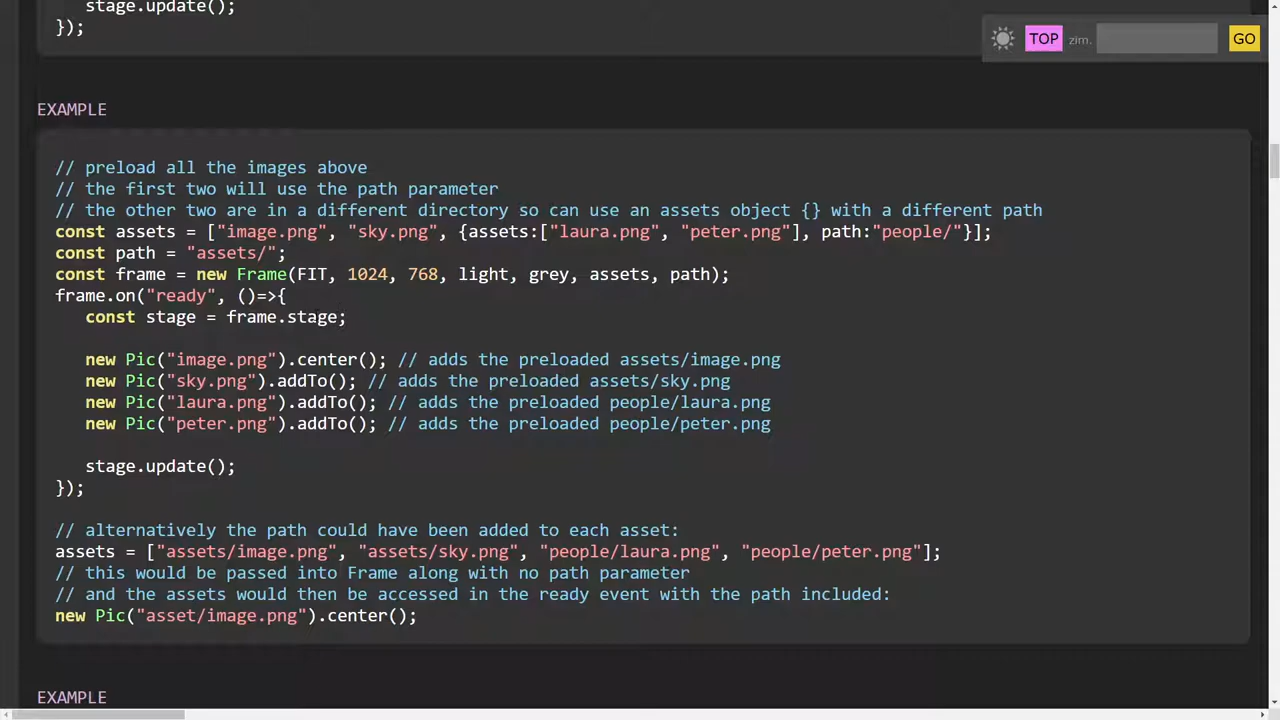 stage.update();
});
TOP zim. GO
EXAMPLE
// preload all the images above
// the first two will use the path parameter
// the other two are in a different directory so can use an assets object {} with a different path
const assets = ["image.png", "sky.png", {assets:["laura.png", "peter.png"], path:"people/"}];
const path = "assets/";
const frame = new Frame(FIT, 1024, 768, light, grey, assets, path);
frame.on("ready", ()=>{
const stage = frame.stage;
new Pic("image.png").center(); // adds the preloaded assets/image.png
new Pic("sky.png").addTo(); // adds the preloaded assets/sky.png
new Pic("laura.png").addTo(); // adds the preloaded people/laura.png
new Pic("peter.png").addTo(); // adds the preloaded people/peter.png
stage.update();
});
// alternatively the path could have been added to each asset:
assets = ["assets/image.png", "assets/sky.png", "people/laura.png", "people/peter.png"];
// this would be passed into Frame along with no path parameter
// and the assets would then be accessed in the ready event with the path included:
new Pic("asset/image.png").center();
EXAMPLE